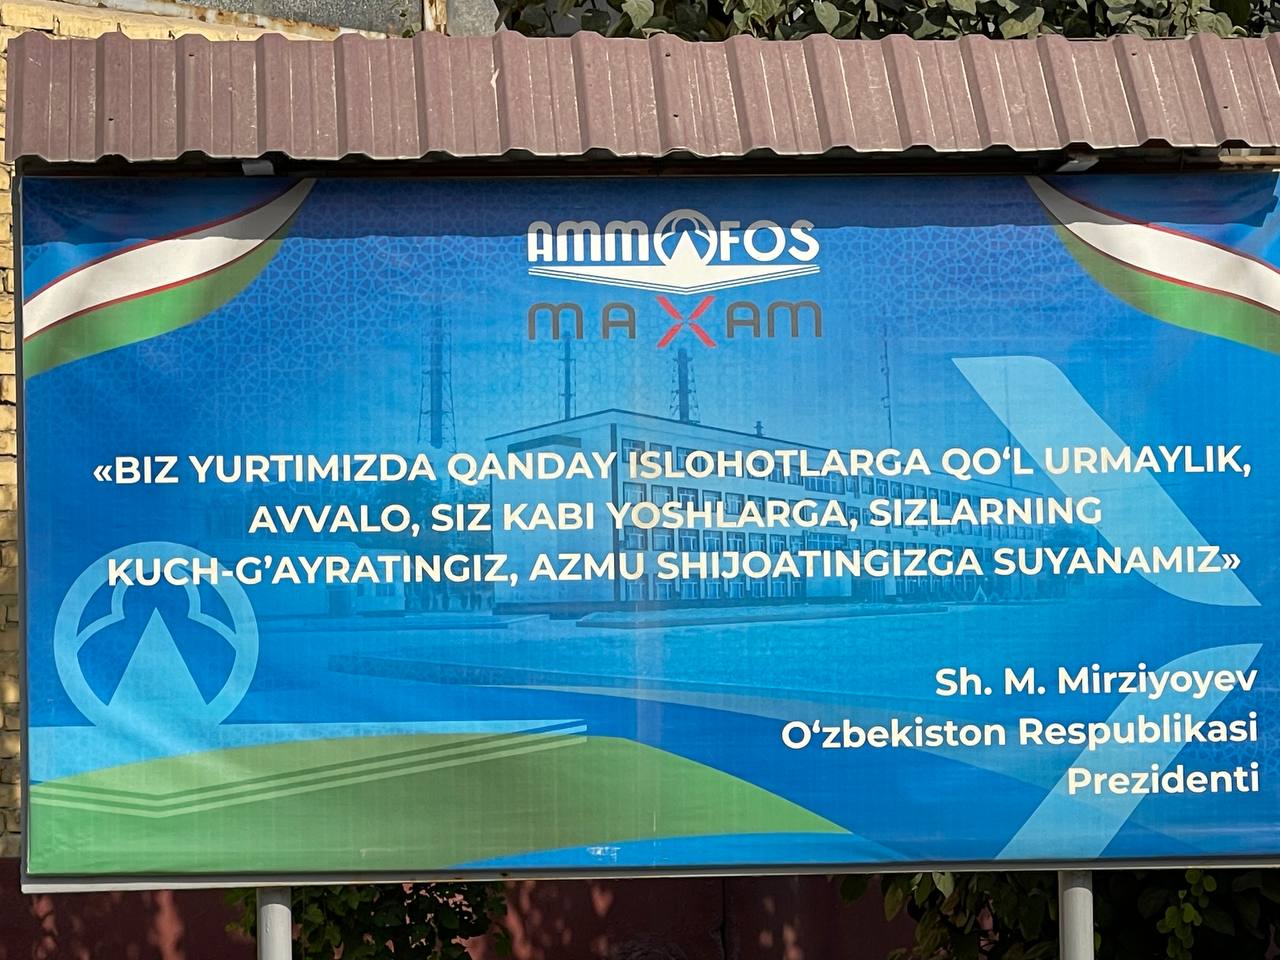 AMMOFOS
MAXAM
«BIZ YURTIMIZDA QANDAY ISLOHOTLARGA QO‘L URMAYLIK,
AVVALO, SIZ KABI YOSHLARGA, SIZLARNING
KUCH-G’AYRATINGIZ, AZMU SHIJOATINGIZGA SUYANAMIZ»
Sh. M. Mirziyoyev
O‘zbekiston Respublikasi
Prezidenti